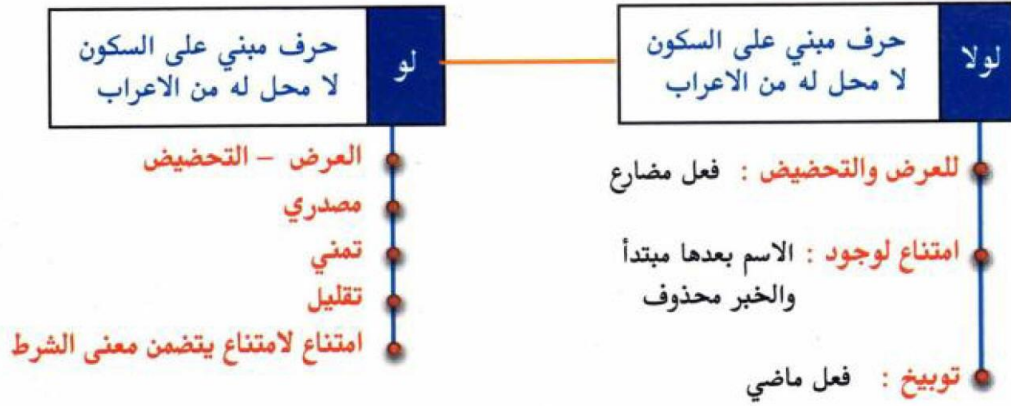 لولا
حرف مبني على السكون
لا محل له من الاعراب
للعرض والتحضيض : فعل مضارع
امتناع لوجود : الاسم بعدها مبتدأ
والخبر محذوف
توبيخ : فعل ماضي
لو
حرف مبني على السكون
لا محل له من الاعراب
العرض – التحضيض
مصدري
تمني
تقليل
امتناع لامتناع يتضمن معنى الشرط